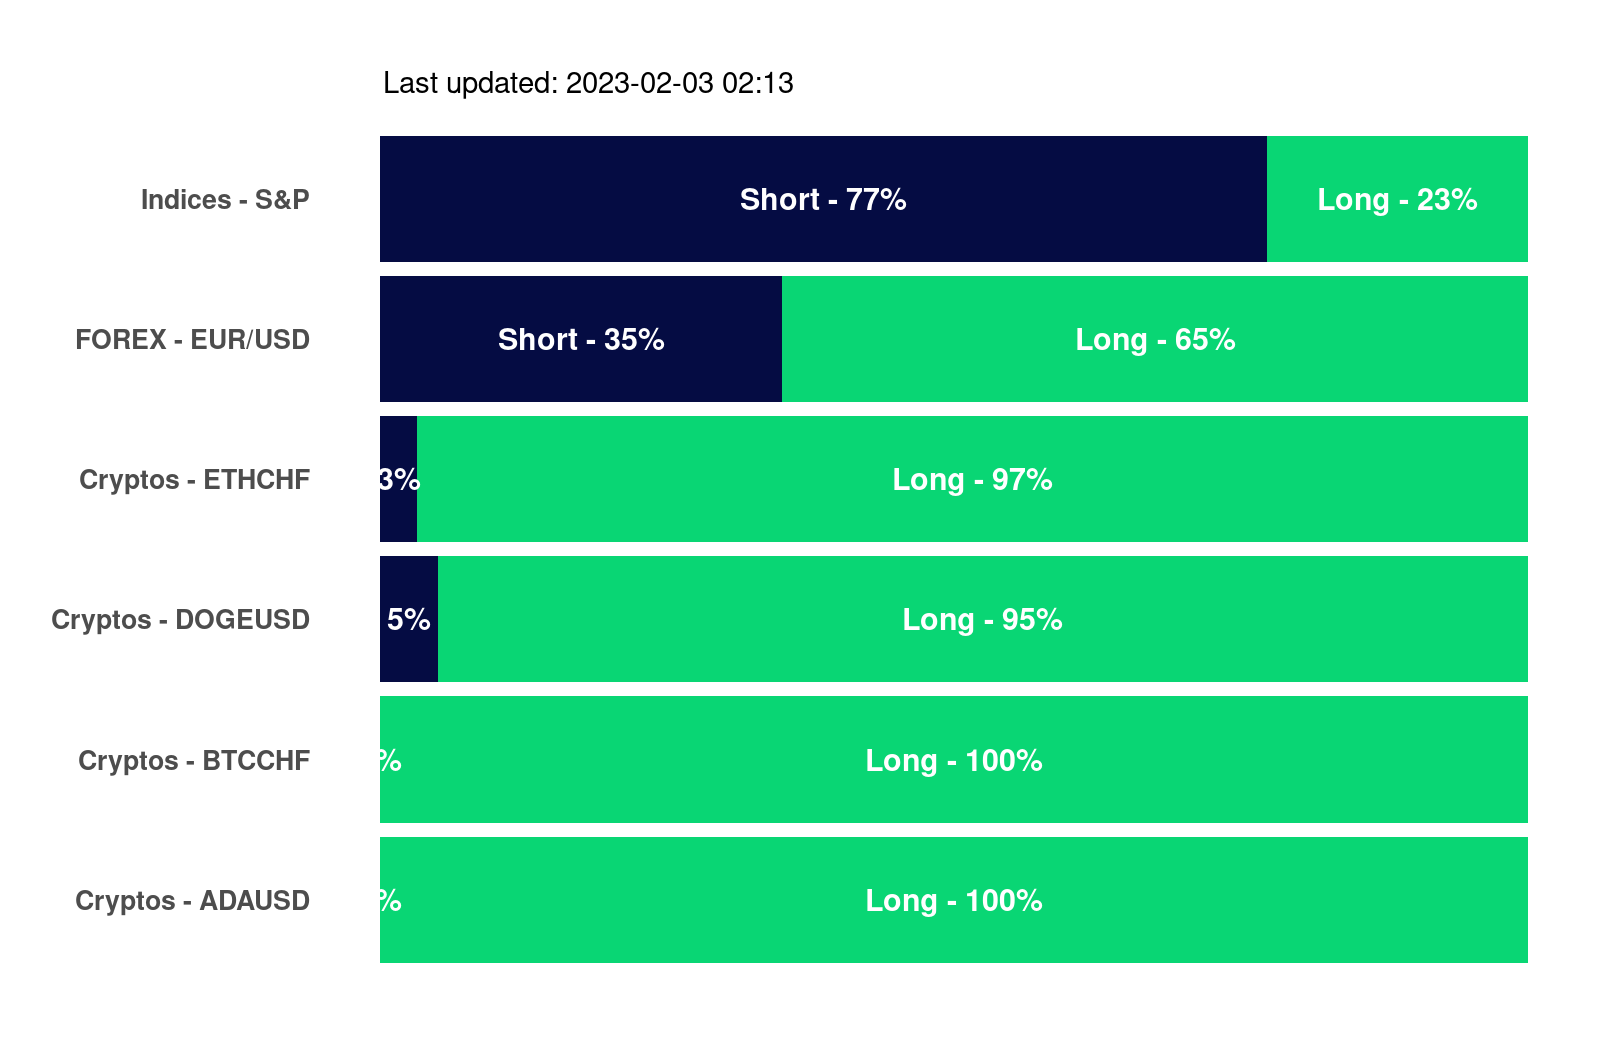 Last updated: 2023-02-03 02:13
Indices - S&P Short - 77% Long - 23%
FOREX - EUR/USD Short - 35% Long - 65%
Cryptos - ETHCHF 3% Long - 97%
Cryptos - DOGEUSD 5% Long - 95%
Cryptos - BTCCHF % Long - 100%
Cryptos - ADAUSD % Long - 100%